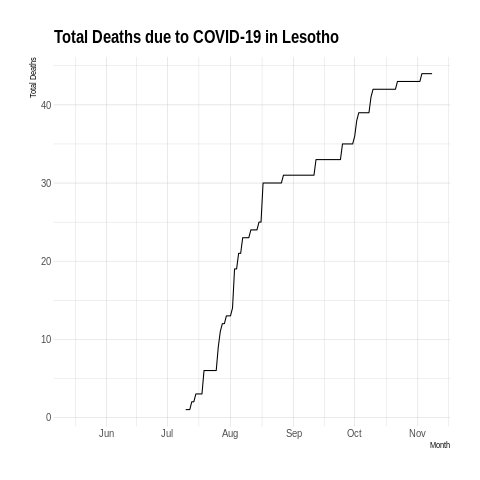 Total Deaths due to COVID-19 in Lesotho
Total Deaths
40
30
20
10
0
Jun Jul Aug Sep Oct Nov
Month